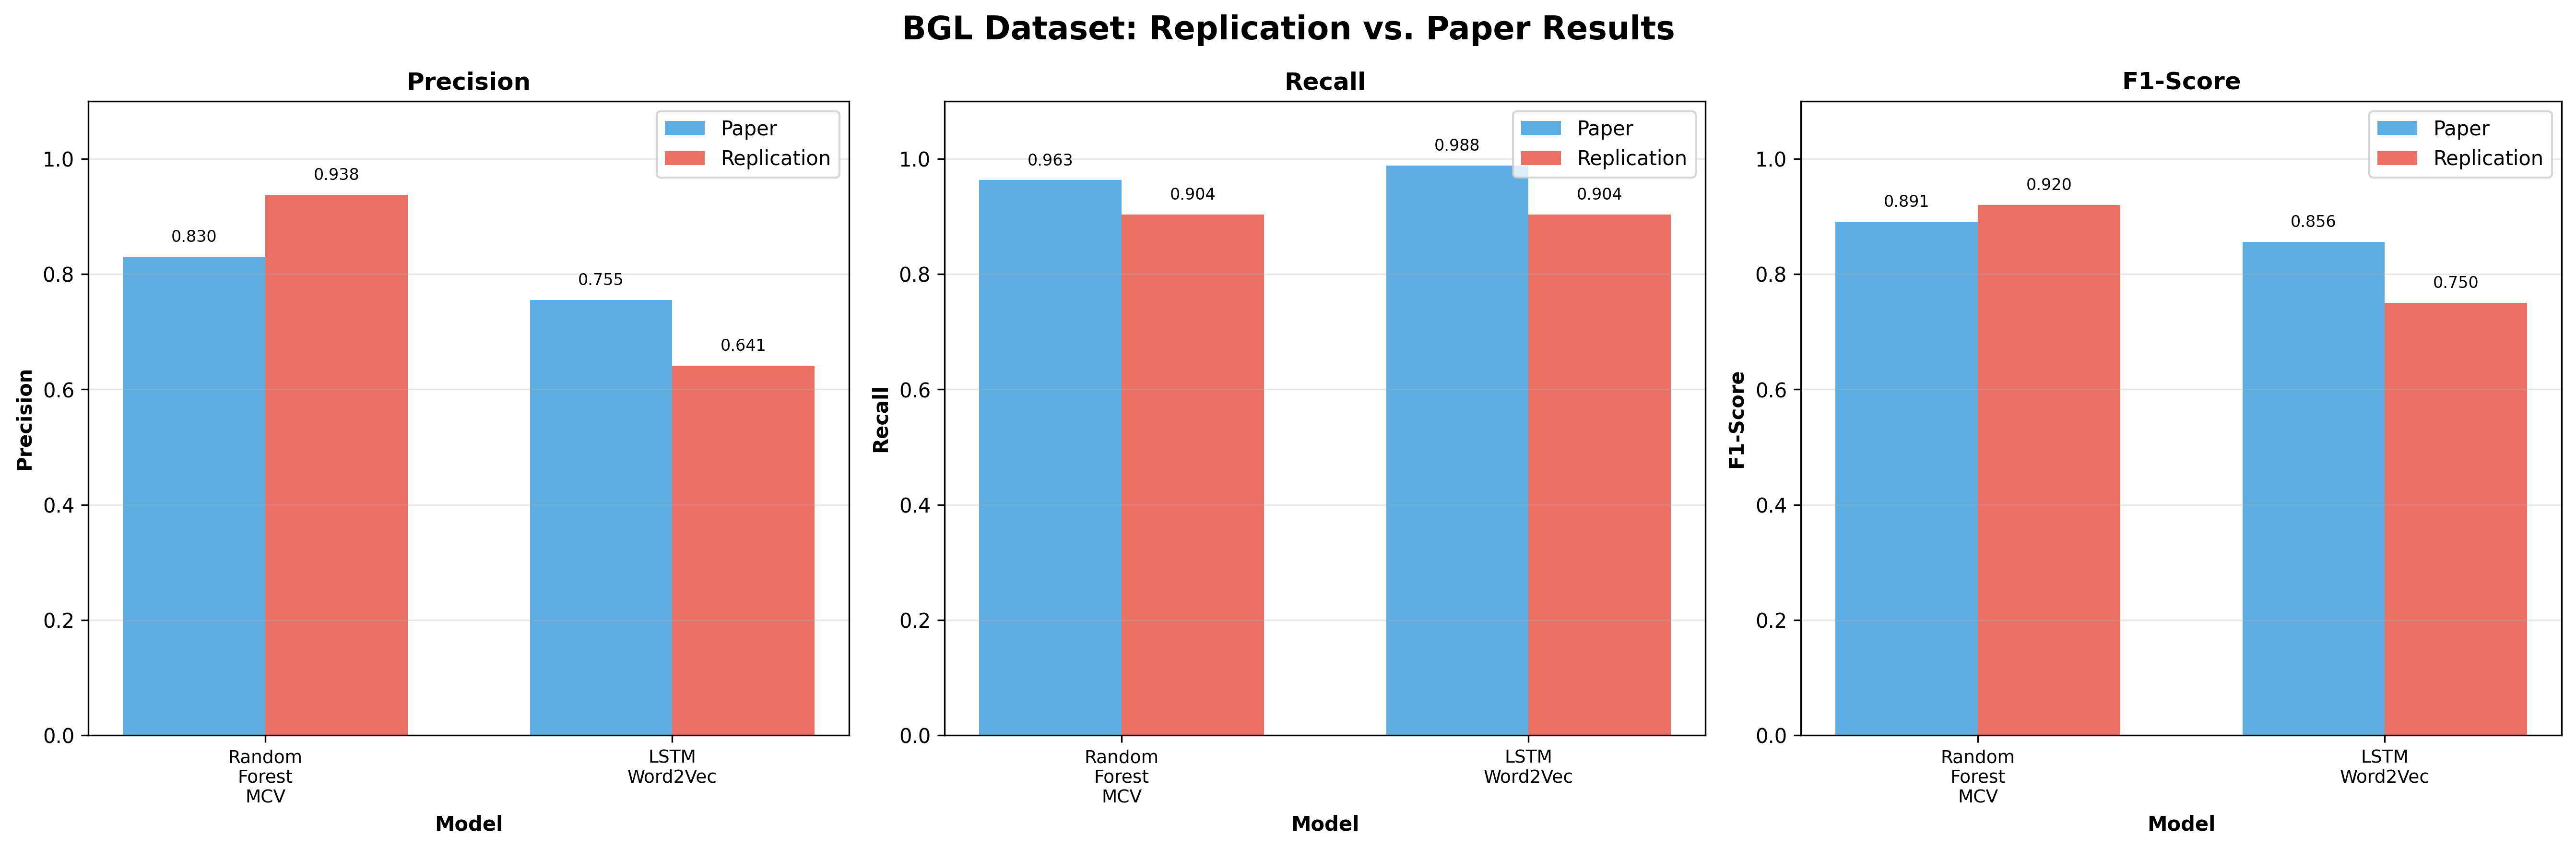 BGL Dataset: Replication vs. Paper Results
Precision
Precision
1.0
0.8
0.6
0.4
0.2
0.0
Paper
Replication
0.830
0.938
0.755
0.641
Random
Forest
MCV
LSTM
Word2Vec
Model
Recall
Recall
1.0
0.8
0.6
0.4
0.2
0.0
Paper
Replication
0.963
0.904
0.988
0.904
Random
Forest
MCV
LSTM
Word2Vec
Model
F1-Score
F1-Score
1.0
0.8
0.6
0.4
0.2
0.0
Paper
Replication
0.891
0.920
0.856
0.750
Random
Forest
MCV
LSTM
Word2Vec
Model